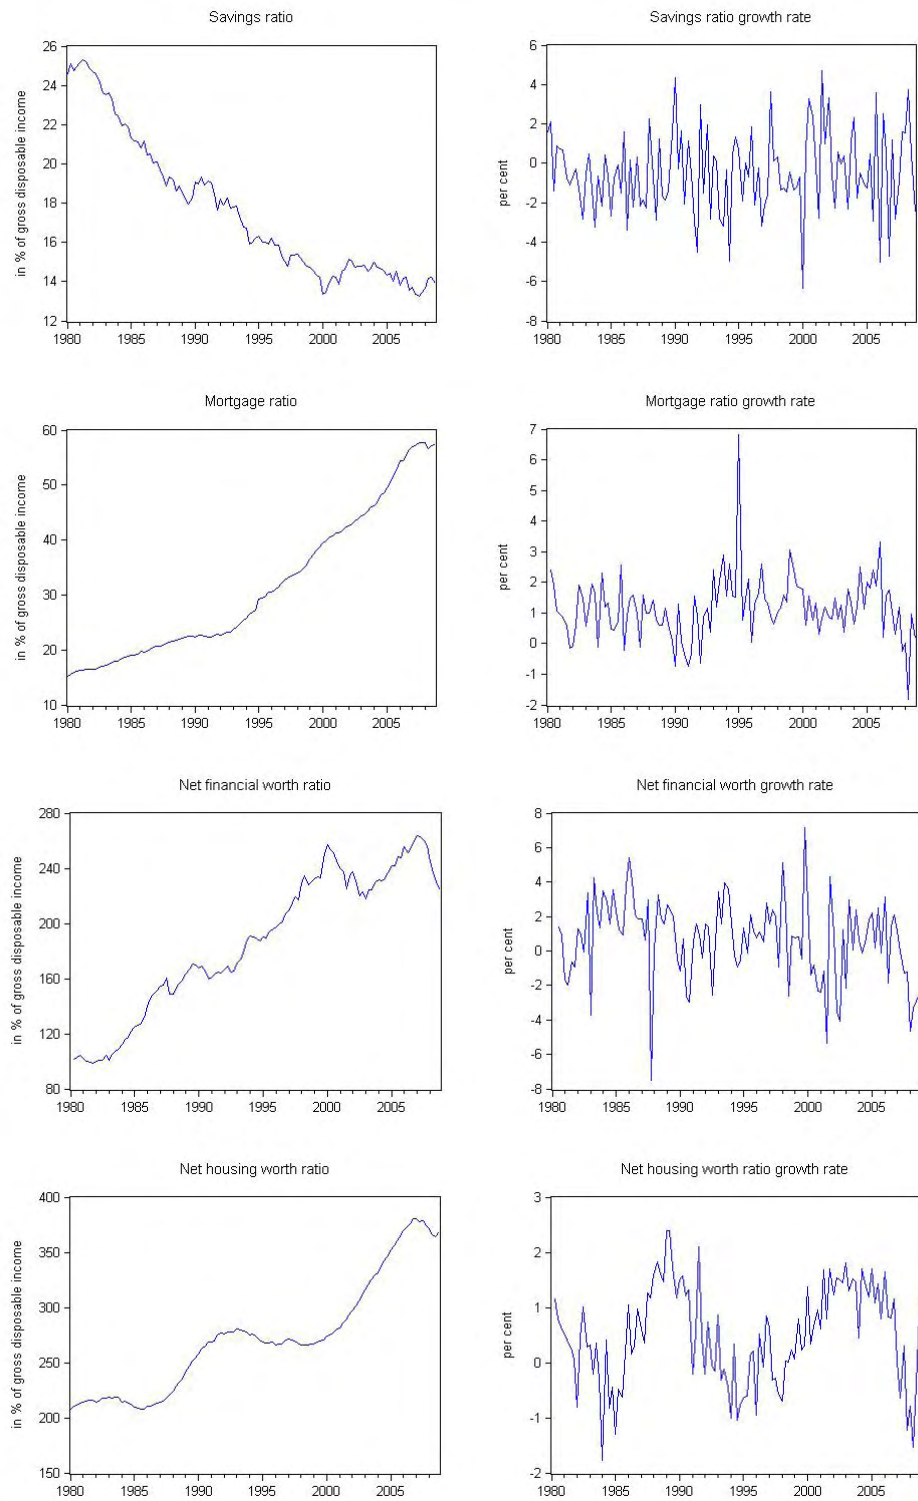 Savings ratio
in % of gross disposable income
26
24
22
20
18
16
14
12
1980 1985 1990 1995 2000 2005
Savings ratio growth rate
per cent
6
4
2
0
-2
-4
-6
-8
1980 1985 1990 1995 2000 2005
Mortgage ratio
in % of gross disposable income
60
50
40
30
20
10
1980 1985 1990 1995 2000 2005
Mortgage ratio growth rate
per cent
7
6
5
4
3
2
1
0
-1
-2
1980 1985 1990 1995 2000 2005
Net financial worth ratio
in % of gross disposable income
280
240
200
160
120
80
1980 1985 1990 1995 2000 2005
Net financial worth growth rate
per cent
8
6
4
2
0
-2
-4
-6
-8
1980 1985 1990 1995 2000 2005
Net housing worth ratio
in % of gross disposable income
400
350
300
250
200
150
1980 1985 1990 1995 2000 2005
Net housing worth ratio growth rate
per cent
3
2
1
0
-1
-2
1980 1985 1990 1995 2000 2005